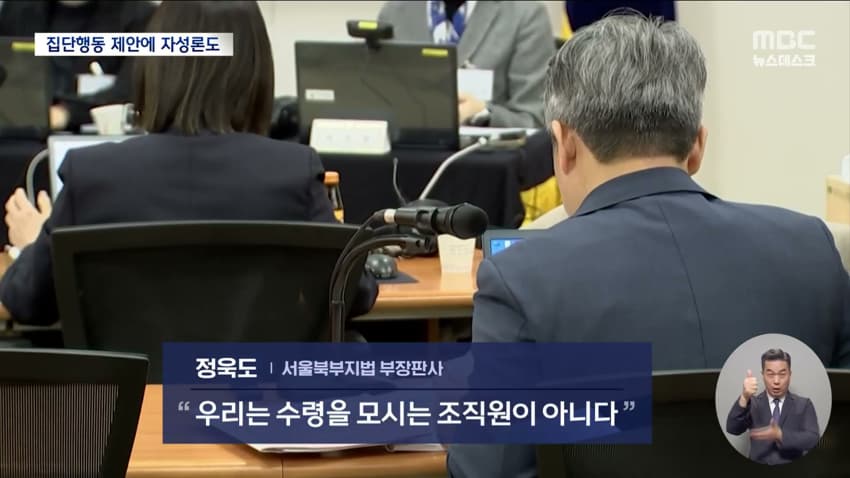 집단행동 제안에 자성론도
MBC
뉴스데스크
정욱도 | 서울북부지법 부장판사
“ 우리는 수령을 모시는 조직원이 아니다 ”